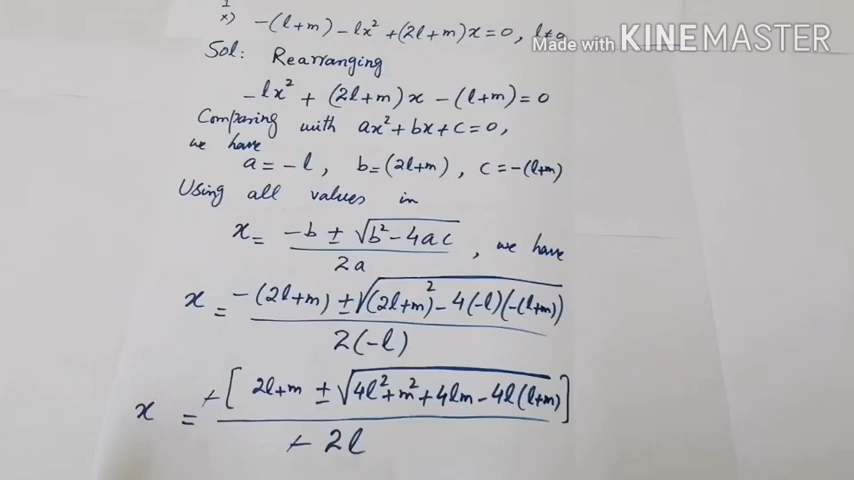 x) -(l+m) - lx² + (2l+m)x = 0, l≠0
Made with KINEMASTER
Sol: Rearranging
-lx² + (2l+m)x - (l+m) = 0
Comparing with ax² + bx + c = 0,
we have
a = -l, b = (2l+m), c = -(l+m)
Using all values in
x = (-b ± √(b² - 4ac)) / 2a, we have
x = (-(2l+m) ± √((2l+m)² - 4(-l)(-(l+m)))) / 2(-l)
x = -[2l+m ± √(4l² + m² + 4lm - 4l(l+m))] / -2l